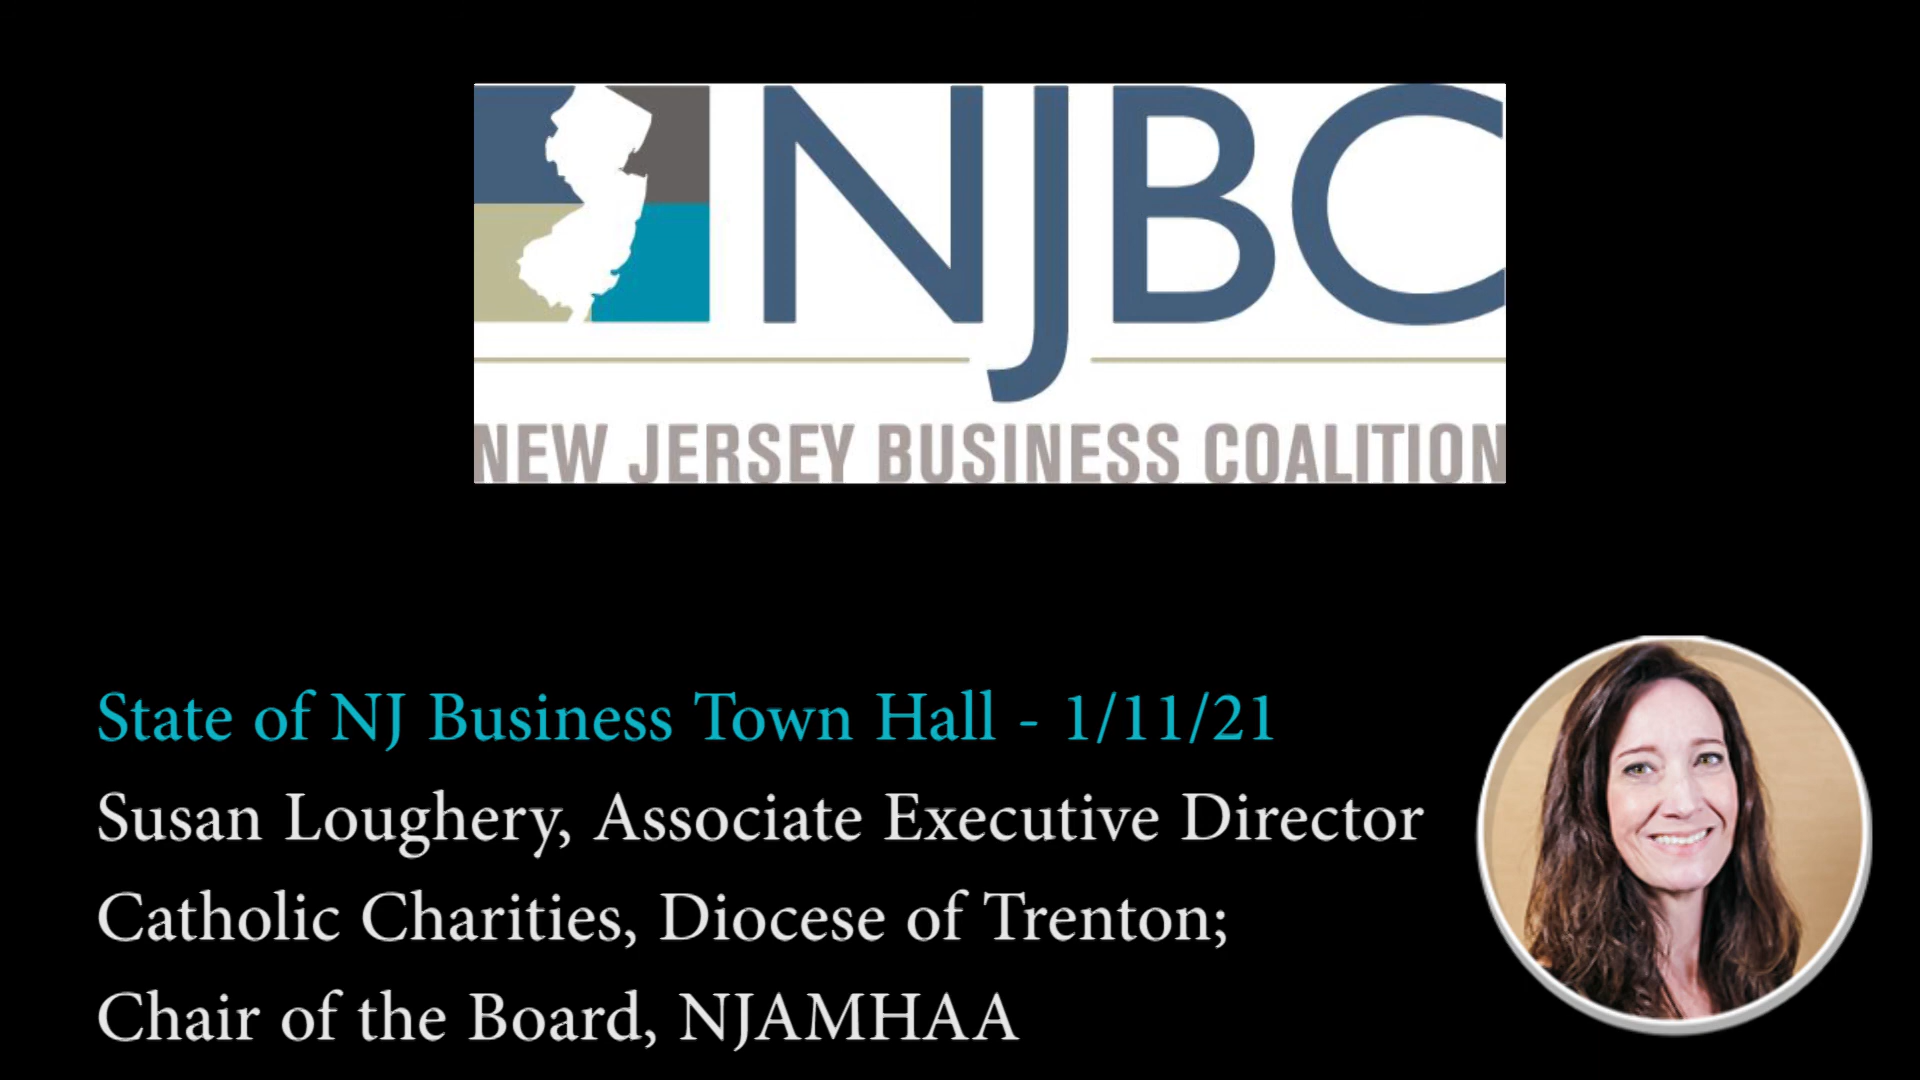 NJBC
NEW JERSEY BUSINESS COALITION
State of NJ Business Town Hall - 1/11/21
Susan Loughery, Associate Executive Director
Catholic Charities, Diocese of Trenton;
Chair of the Board, NJAMHAA